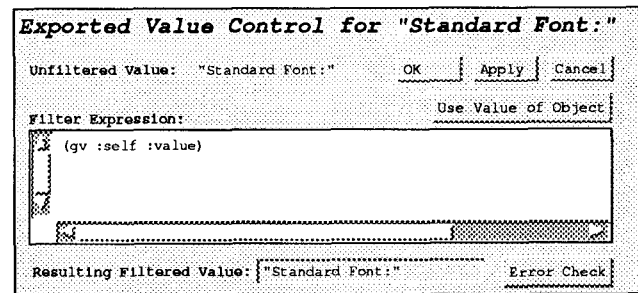 Exported Value Control for "Standard Font:"
Unfiltered Value: "Standard Font:" OK Apply Cancel
Use Value of Object
Filter Expression:
(gv :self :value)
Resulting Filtered Value: "Standard Font:" Error Check